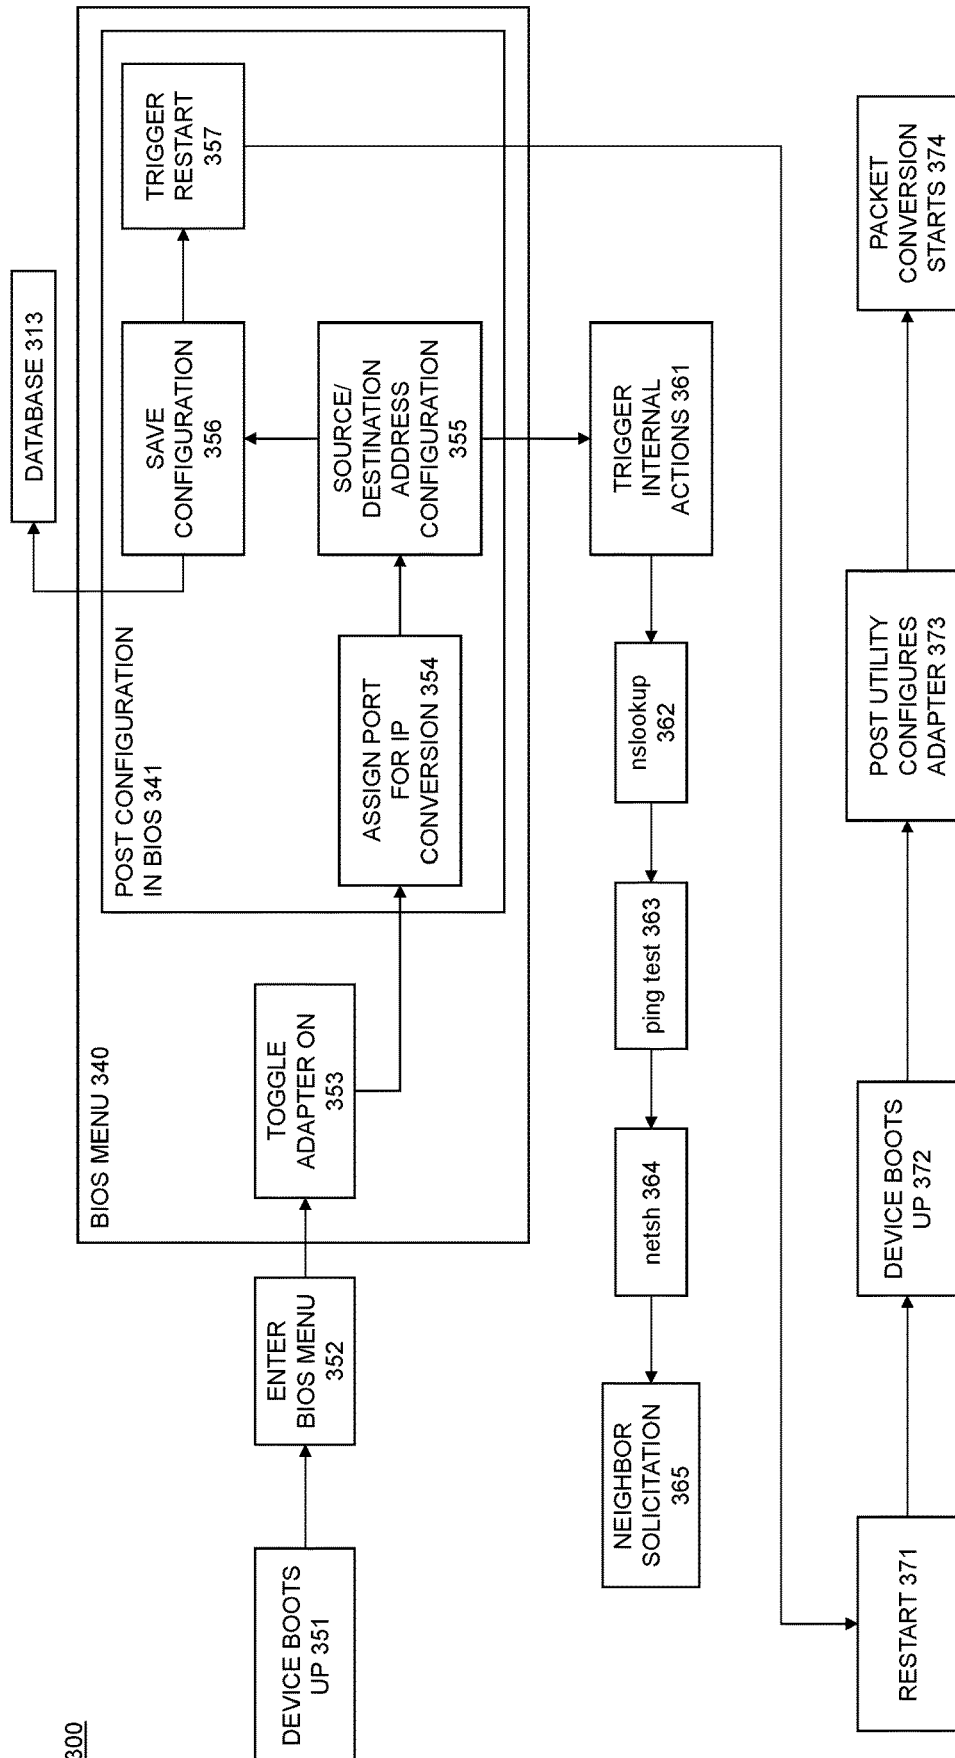 300
DEVICE BOOTS
UP 351
ENTER
BIOS MENU
352
BIOS MENU 340
TOGGLE
ADAPTER ON
353
POST CONFIGURATION
IN BIOS 341
ASSIGN PORT
FOR IP
CONVERSION 354
SOURCE/
DESTINATION
ADDRESS
CONFIGURATION
355
SAVE
CONFIGURATION
356
DATABASE 313
TRIGGER
RESTART
357
TRIGGER
INTERNAL
ACTIONS 361
nslookup
362
ping test 363
netsh 364
NEIGHBOR
SOLICITATION
365
RESTART 371
DEVICE BOOTS
UP 372
POST UTILITY
CONFIGURES
ADAPTER 373
PACKET
CONVERSION
STARTS 374